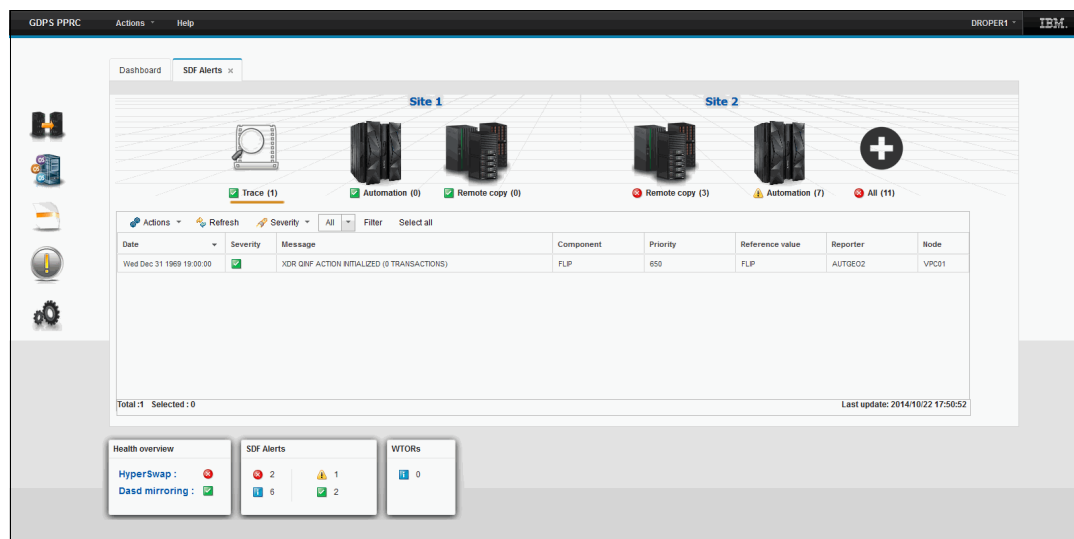 GDPS PPRC Actions Help DROPER1 IBM.
Dashboard SDF Alerts x
Site 1 Site 2
Trace (1) Automation (0) Remote copy (0) Remote copy (3) Automation (7) All (11)
Actions Refresh Severity All Filter Select all
Date Severity Message Component Priority Reference value Reporter Node
Wed Dec 31 1969 19:00:00 XDR QINF ACTION INITIALIZED (0 TRANSACTIONS) FLIP 650 FLIP AUTGEO2 VPC01
Total :1 Selected : 0 Last update: 2014/10/22 17:50:52
Health overview SDF Alerts WTORs
HyperSwap : 2 1 0
Dasd mirroring : 6 2